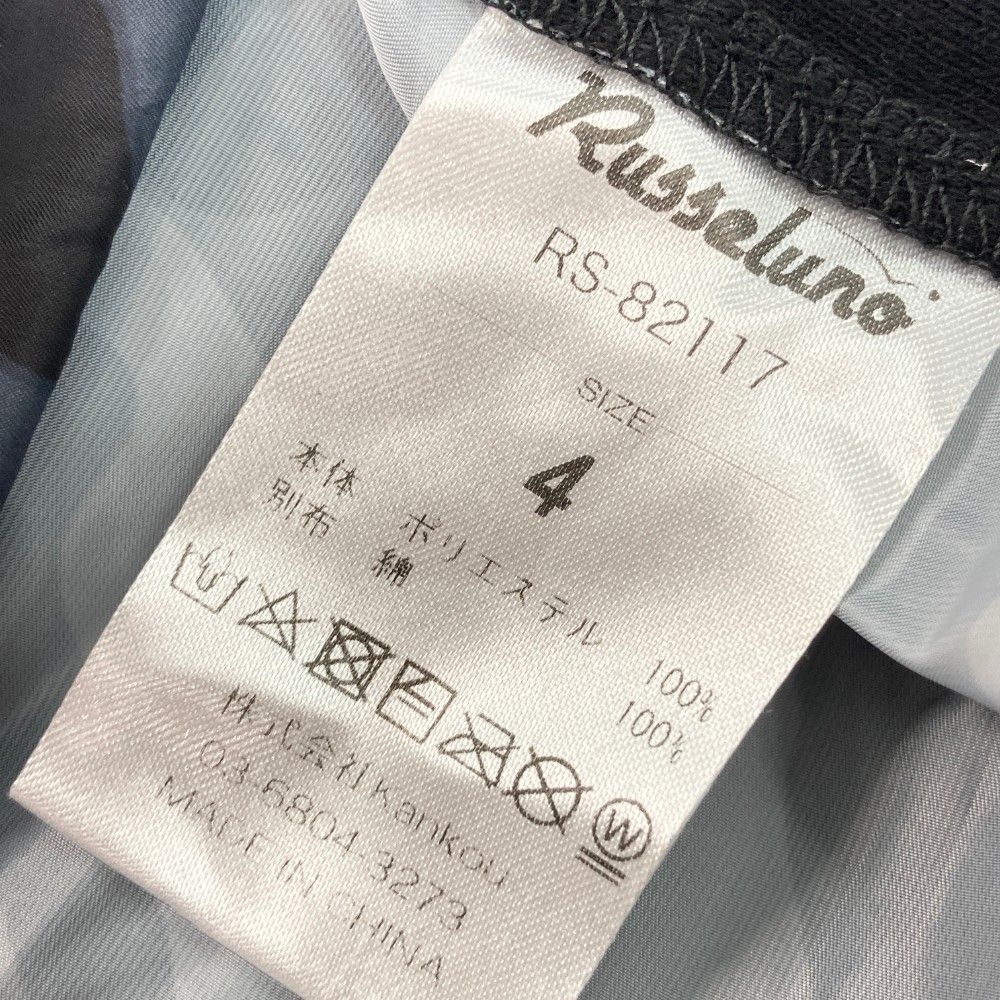 Russeluno
RS-82117
SIZE
4
本体 ポリエステル 100%
別布 綿 100%
W
株式会社Kankou
03-6804-3273
MADE IN CHINA